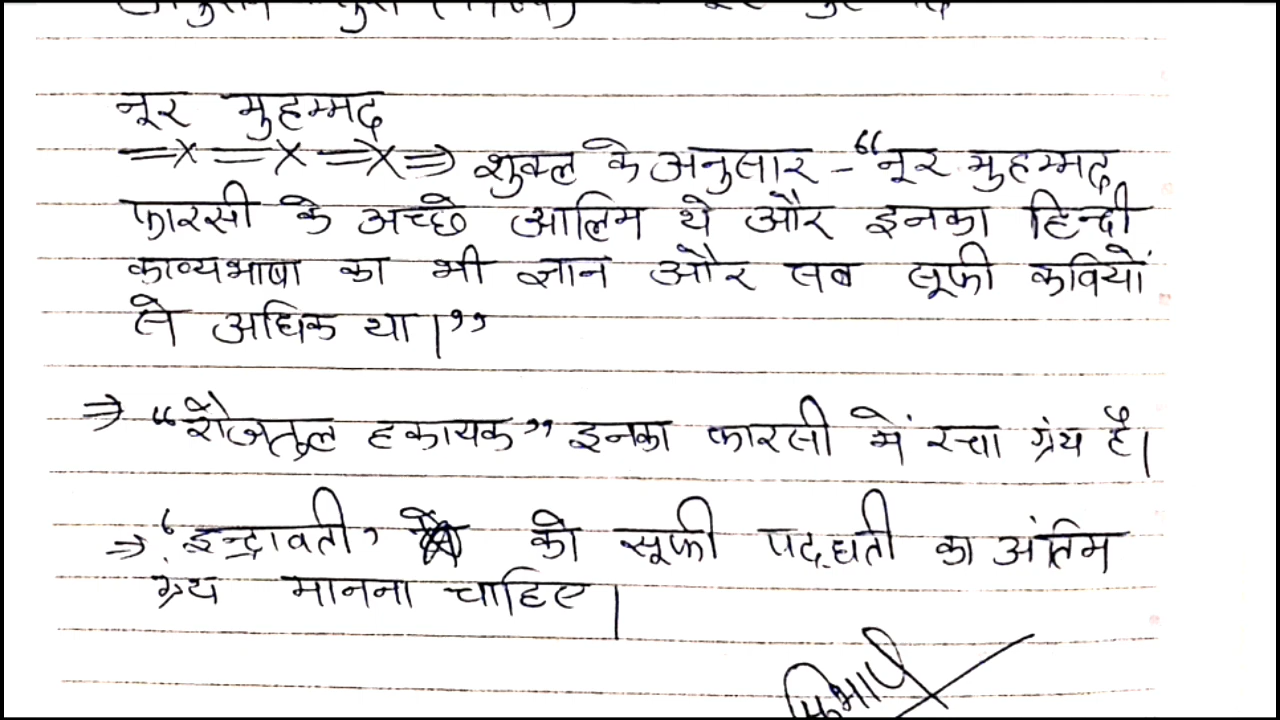 नूर मुहम्मद
=x=x=x⇒ शुक्ल के अनुसार - “नूर मुहम्मद
फारसी के अच्छे आलिम थे और इनका हिन्दी
काव्यभाषा का भी ज्ञान और सब सूफी कवियों
से अधिक था।”
⇒ “रौजतुल हकायक” इनका फारसी में रचा ग्रंथ है।
⇒ ‘इन्द्रावती’ को सूफी पद्धती का अंतिम
ग्रंथ मानना चाहिए।